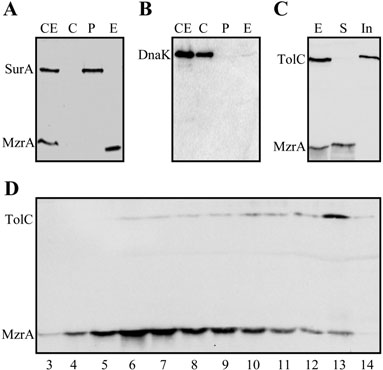 A
CE C P E
SurA
MzrA
B
CE C P E
DnaK
C
E S In
TolC
MzrA
D
TolC
MzrA
3 4 5 6 7 8 9 10 11 12 13 14